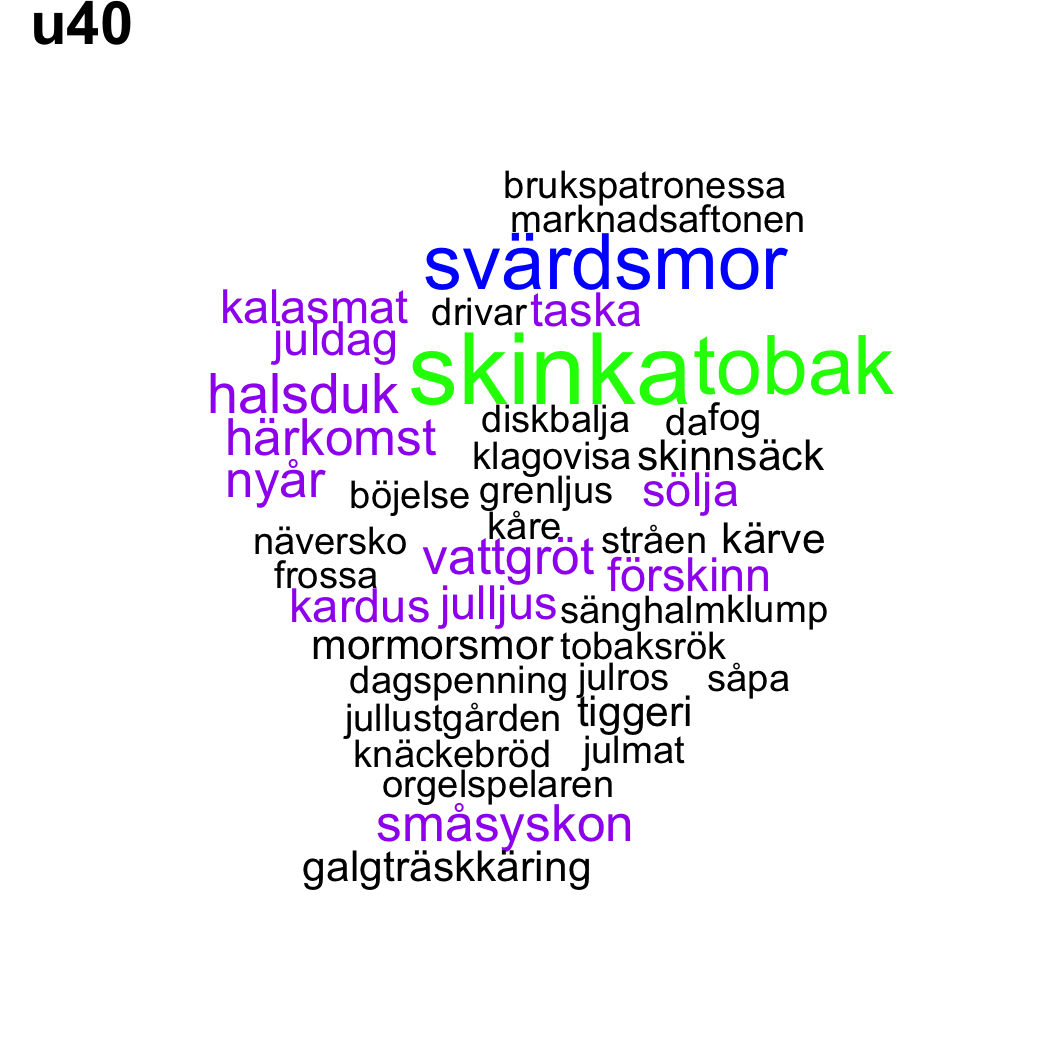 u40
brukspatronessa
marknadsaftonen
svärdsmor
kalasmat drivar taska
juldag
skinka tobak
halsduk
diskbalja da fog
härkomst
klagovisa skinnsäck
nyår böjelse grenljus sölja
kåre
näversko vattgröt stråen kärve
frossa förskinn
kardus julljus sänghalm klump
mormorsmor tobaksrök
dagspenning julros såpa
jullustgården tiggeri
knäckebröd julmat
orgelspelaren
småsyskon
galgträskkäring